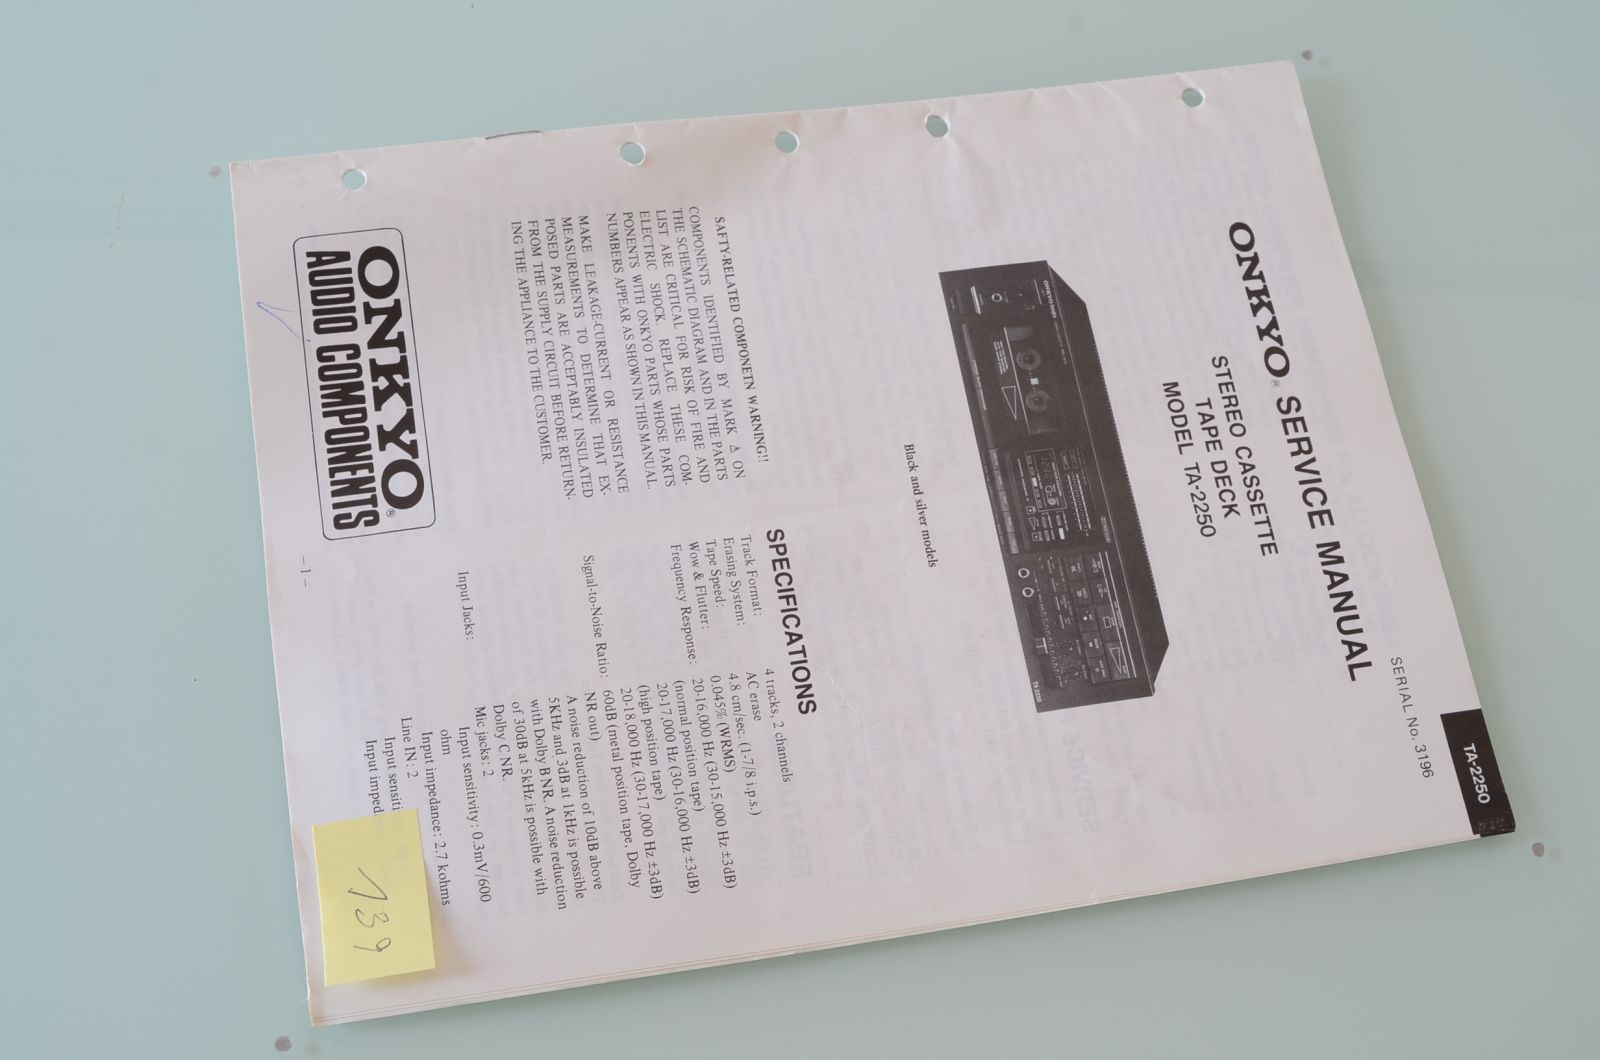 SERIAL No. 3196
TA-2250
ONKYO® SERVICE MANUAL
STEREO CASSETTE
TAPE DECK
MODEL TA-2250
ONKYO
TA-2250
Black and silver models
SAFTY-RELATED COMPONETN WARNING!!
COMPONENTS IDENTIFIED BY MARK ⚠ ON
THE SCHEMATIC DIAGRAM AND IN THE PARTS
LIST ARE CRITICAL FOR RISK OF FIRE AND
ELECTRIC SHOCK. REPLACE THESE COM-
PONENTS WITH ONKYO PARTS WHOSE PARTS
NUMBERS APPEAR AS SHOWN IN THIS MANUAL.
MAKE LEAKAGE-CURRENT OR RESISTANCE
MEASUREMENTS TO DETERMINE THAT EX-
POSED PARTS ARE ACCEPTABLY INSULATED
FROM THE SUPPLY CIRCUIT BEFORE RETURN-
ING THE APPLIANCE TO THE CUSTOMER.
SPECIFICATIONS
Track Format: 4 tracks, 2 channels
Erasing System: AC erase
Tape Speed: 4.8 cm/sec. (1-7/8 i.p.s.)
Wow & Flutter: 0.045% (WRMS)
Frequency Response: 20-16,000 Hz (30-15,000 Hz ±3dB)
(normal position tape)
20-17,000 Hz (30-16,000 Hz ±3dB)
(high position tape)
20-18,000 Hz (30-17,000 Hz ±3dB)
Signal-to-Noise Ratio: 60dB (metal position tape, Dolby
NR out)
A noise reduction of 10dB above
5KHz and 3dB at 1kHz is possible
with Dolby B NR. A noise reduction
of 30dB at 5kHz is possible with
Dolby C NR.
Input Jacks: Mic jacks: 2
Input sensitivity: 0.3mV/600
ohm
Input impedance: 2.7 kohms
Line IN: 2
Input sensiti
Input imped
ONKYO®
AUDIO COMPONENTS
– 1 –
139